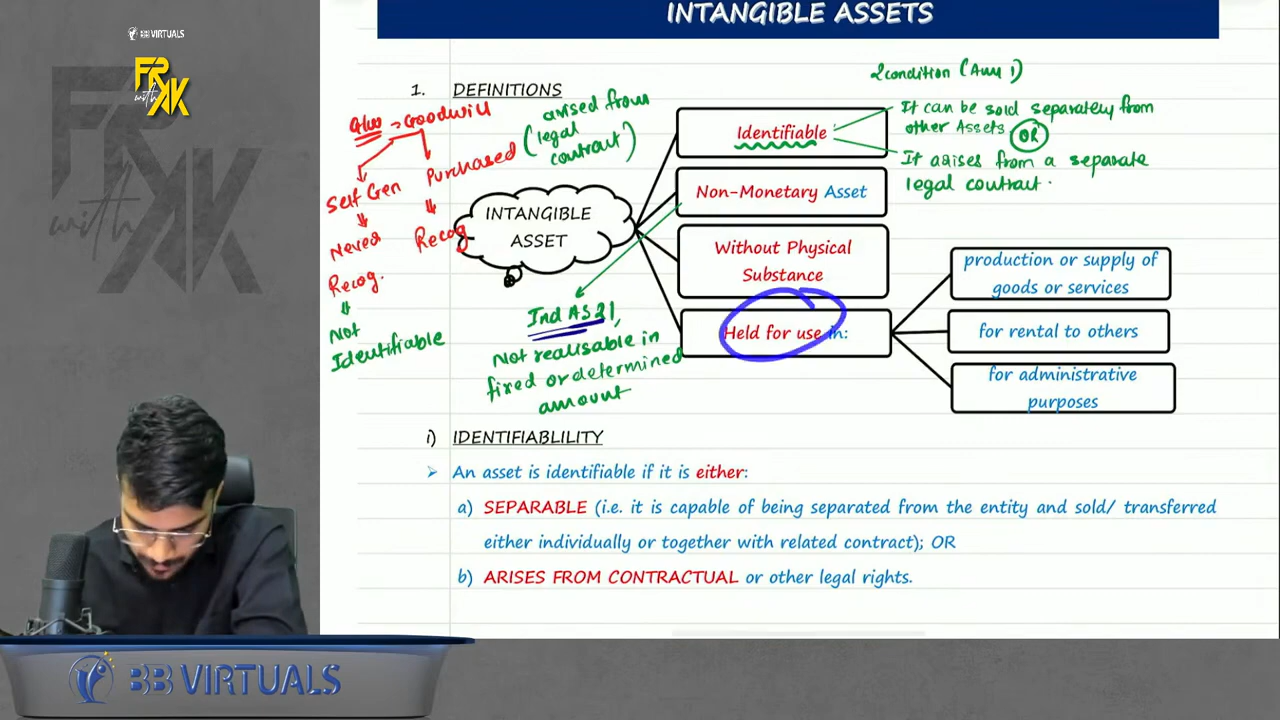 BB VIRTUALS
FR
with AK
INTANGIBLE ASSETS
1. DEFINITIONS
2 condition (Any 1)
Goodwill
Self Gen
Never
Recog.
Not
Identifiable
Purchased
Recog
arised from
(legal
contract)
INTANGIBLE
ASSET
Identifiable
It can be sold separately from
other Assets OR
It arises from a separate
legal contract.
Non-Monetary Asset
Without Physical
Substance
Held for use in:
production or supply of
goods or services
for rental to others
for administrative
purposes
Ind AS 21,
Not realisable in
fixed or determined
amount
i) IDENTIFIABLILITY
➢ An asset is identifiable if it is either:
a) SEPARABLE (i.e. it is capable of being separated from the entity and sold/ transferred
either individually or together with related contract); OR
b) ARISES FROM CONTRACTUAL or other legal rights.
BB VIRTUALS